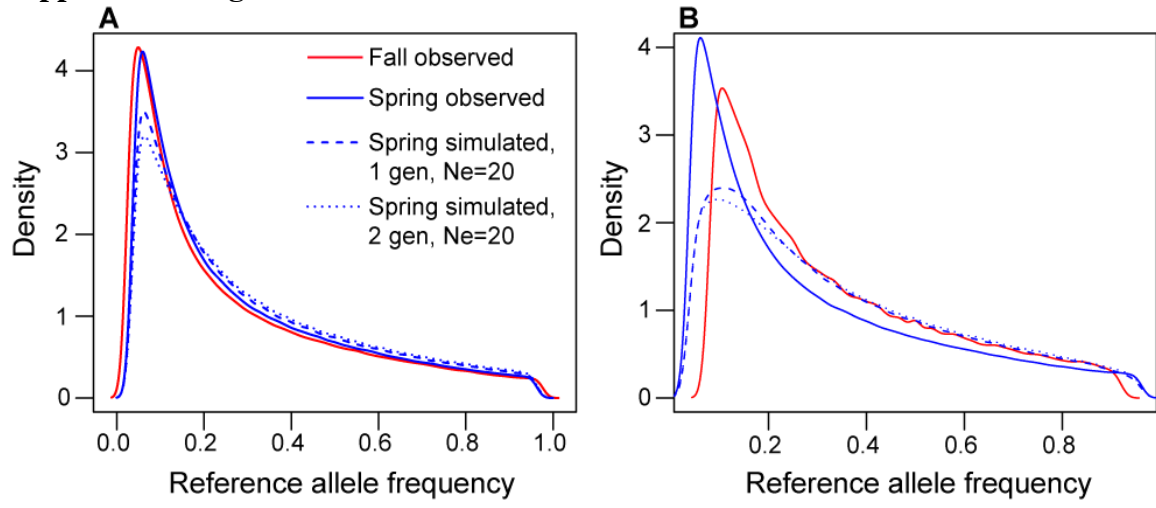 A
Density
4
3
2
1
0
0.0 0.2 0.4 0.6 0.8 1.0
Reference allele frequency
Fall observed
Spring observed
Spring simulated,
1 gen, Ne=20
Spring simulated,
2 gen, Ne=20
B
Density
4
3
2
1
0
0.2 0.4 0.6 0.8
Reference allele frequency